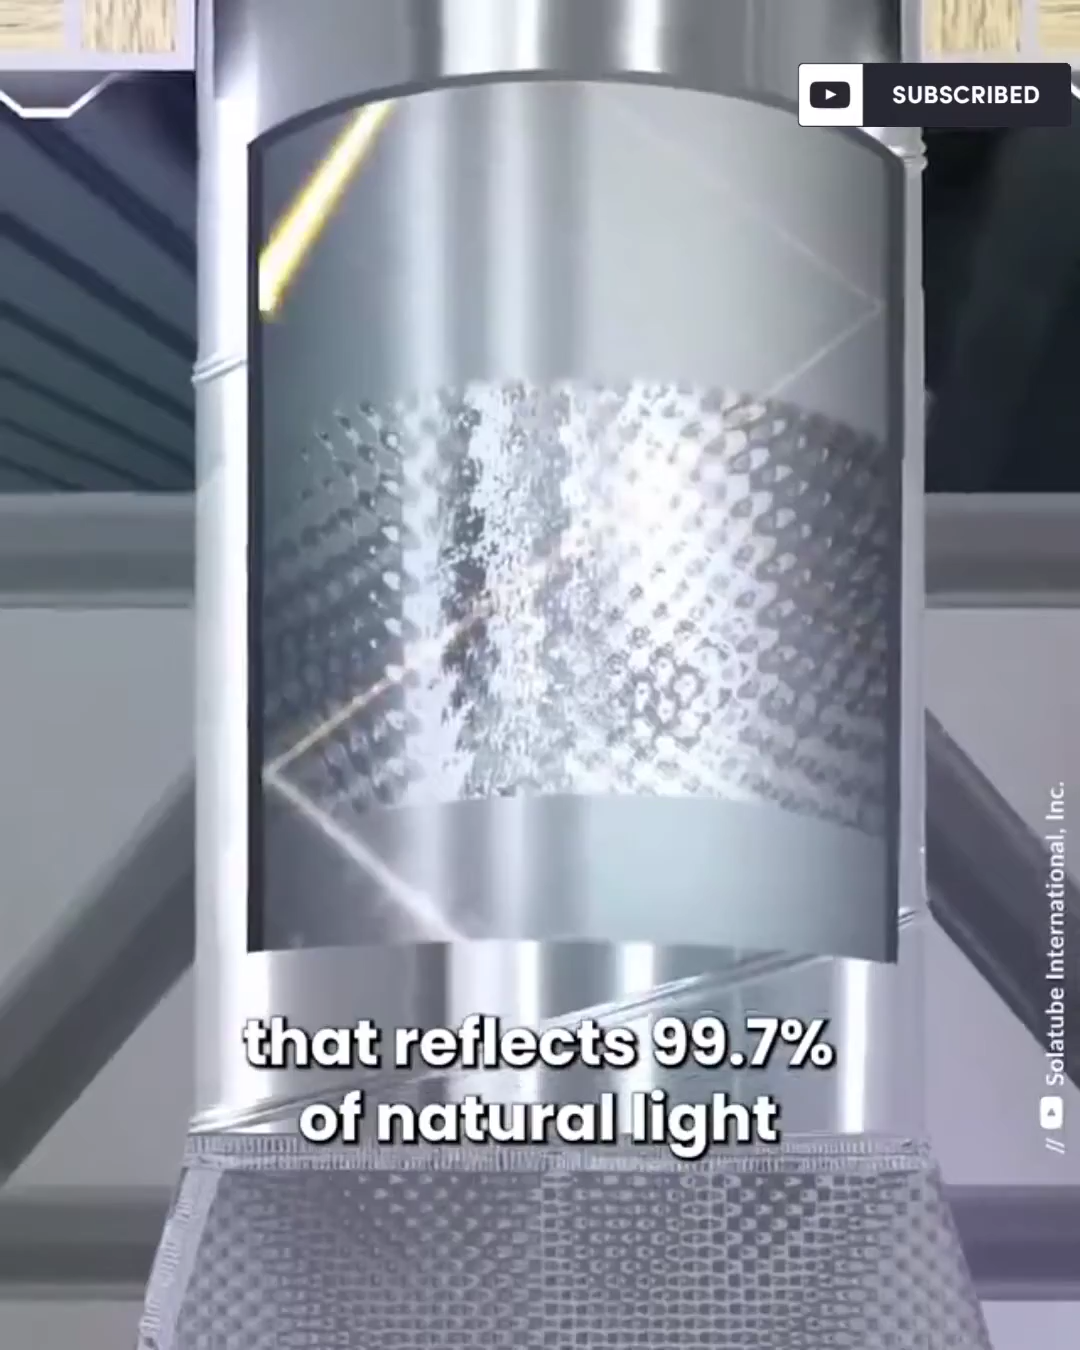 SUBSCRIBED
that reflects 99.7%
of natural light
// Solatube International, Inc.